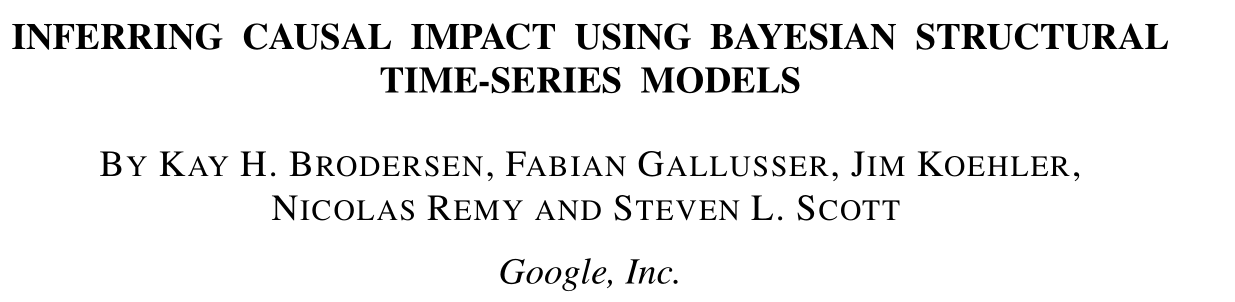 INFERRING CAUSAL IMPACT USING BAYESIAN STRUCTURAL
TIME-SERIES MODELS
BY KAY H. BRODERSEN, FABIAN GALLUSSER, JIM KOEHLER,
NICOLAS REMY AND STEVEN L. SCOTT
Google, Inc.